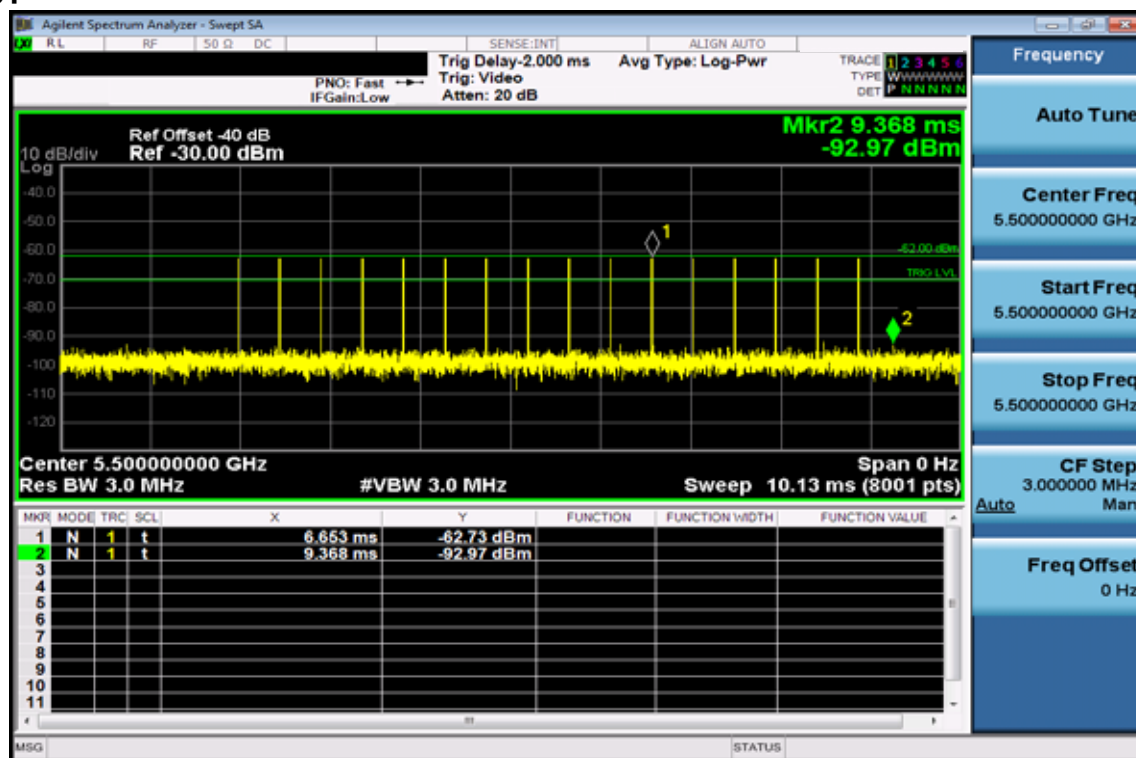 Agilent Spectrum Analyzer - Swept SA
RL RF 50 Ω DC SENSE:INT ALIGN AUTO
Trig Delay-2.000 ms Avg Type: Log-Pwr TRACE 1 2 3 4 5 6
PNO: Fast Trig: Video TYPE WWWWWW
IFGain:Low Atten: 20 dB DET P N N N N N
Frequency
Auto Tune
Center Freq
5.500000000 GHz
Start Freq
5.500000000 GHz
Stop Freq
5.500000000 GHz
CF Step
3.000000 MHz
Auto Man
Freq Offset
0 Hz
Mkr2 9.368 ms
-92.97 dBm
Ref Offset -40 dB
10 dB/div Ref -30.00 dBm
Log
-40.0
-50.0
-60.0
-62.00 dBm
-70.0
TRIG LVL
-80.0
-90.0
-100
-110
-120
1
2
Center 5.500000000 GHz Span 0 Hz
Res BW 3.0 MHz #VBW 3.0 MHz Sweep 10.13 ms (8001 pts)
MKR MODE TRC SCL X Y FUNCTION FUNCTION WIDTH FUNCTION VALUE
1 N 1 t 6.653 ms -62.73 dBm
2 N 1 t 9.368 ms -92.97 dBm
3
4
5
6
7
8
9
10
11
MSG STATUS